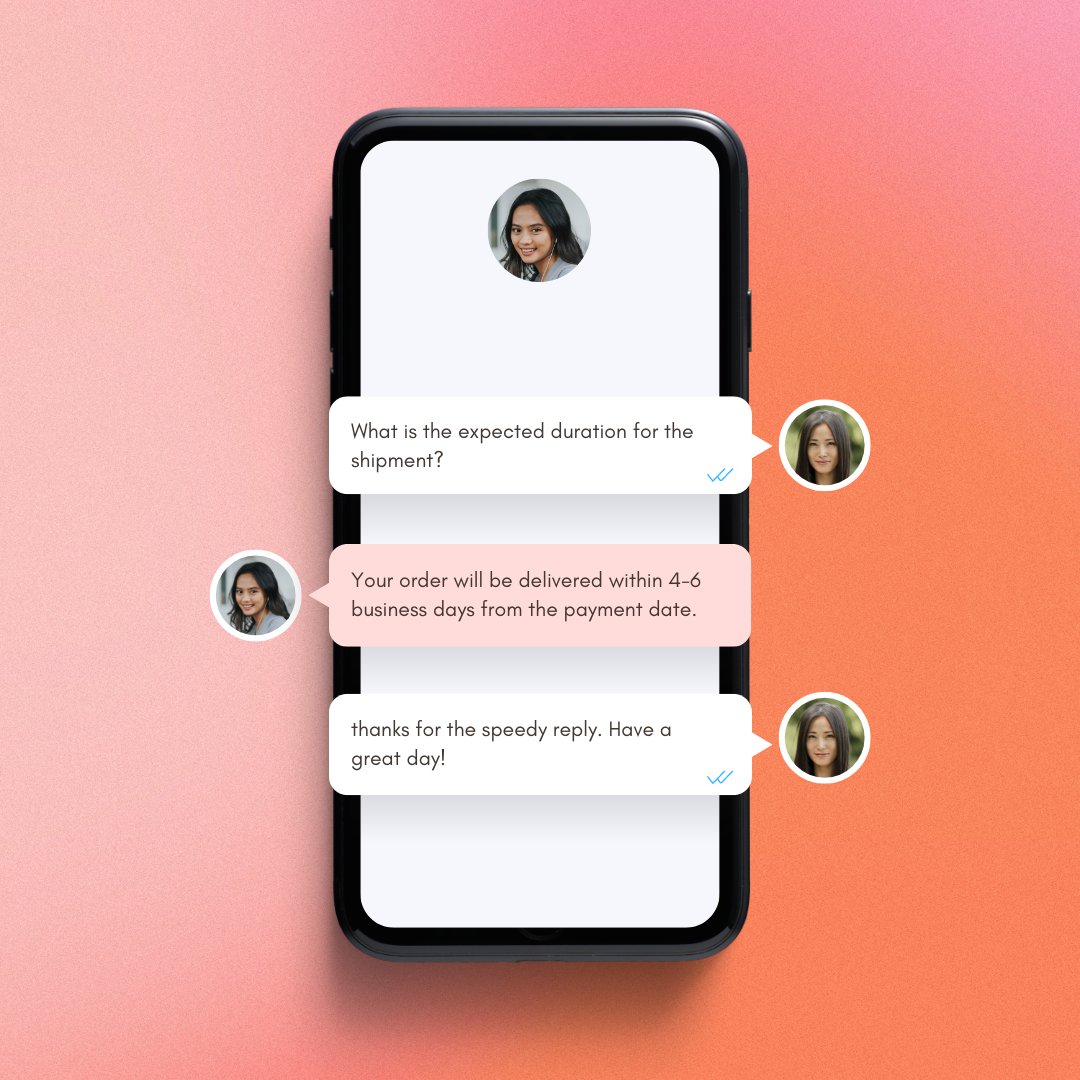 What is the expected duration for the
shipment?
Your order will be delivered within 4-6
business days from the payment date.
thanks for the speedy reply. Have a
great day!